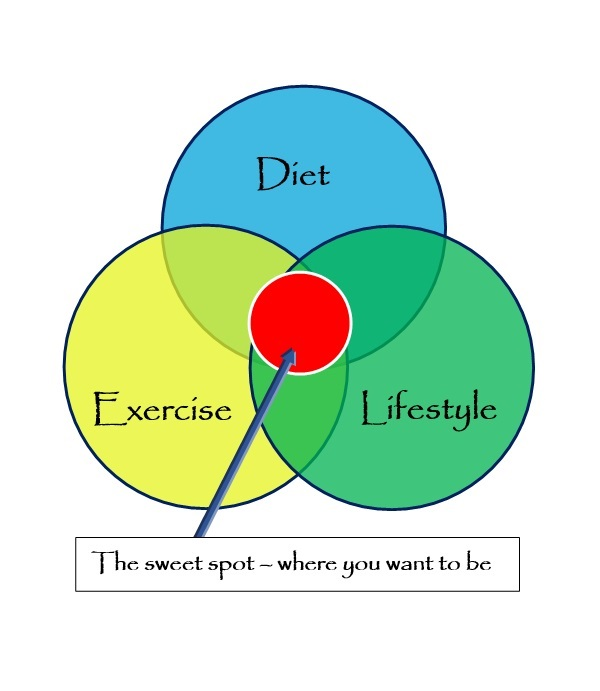 Diet
Exercise
Lifestyle
The sweet spot – where you want to be